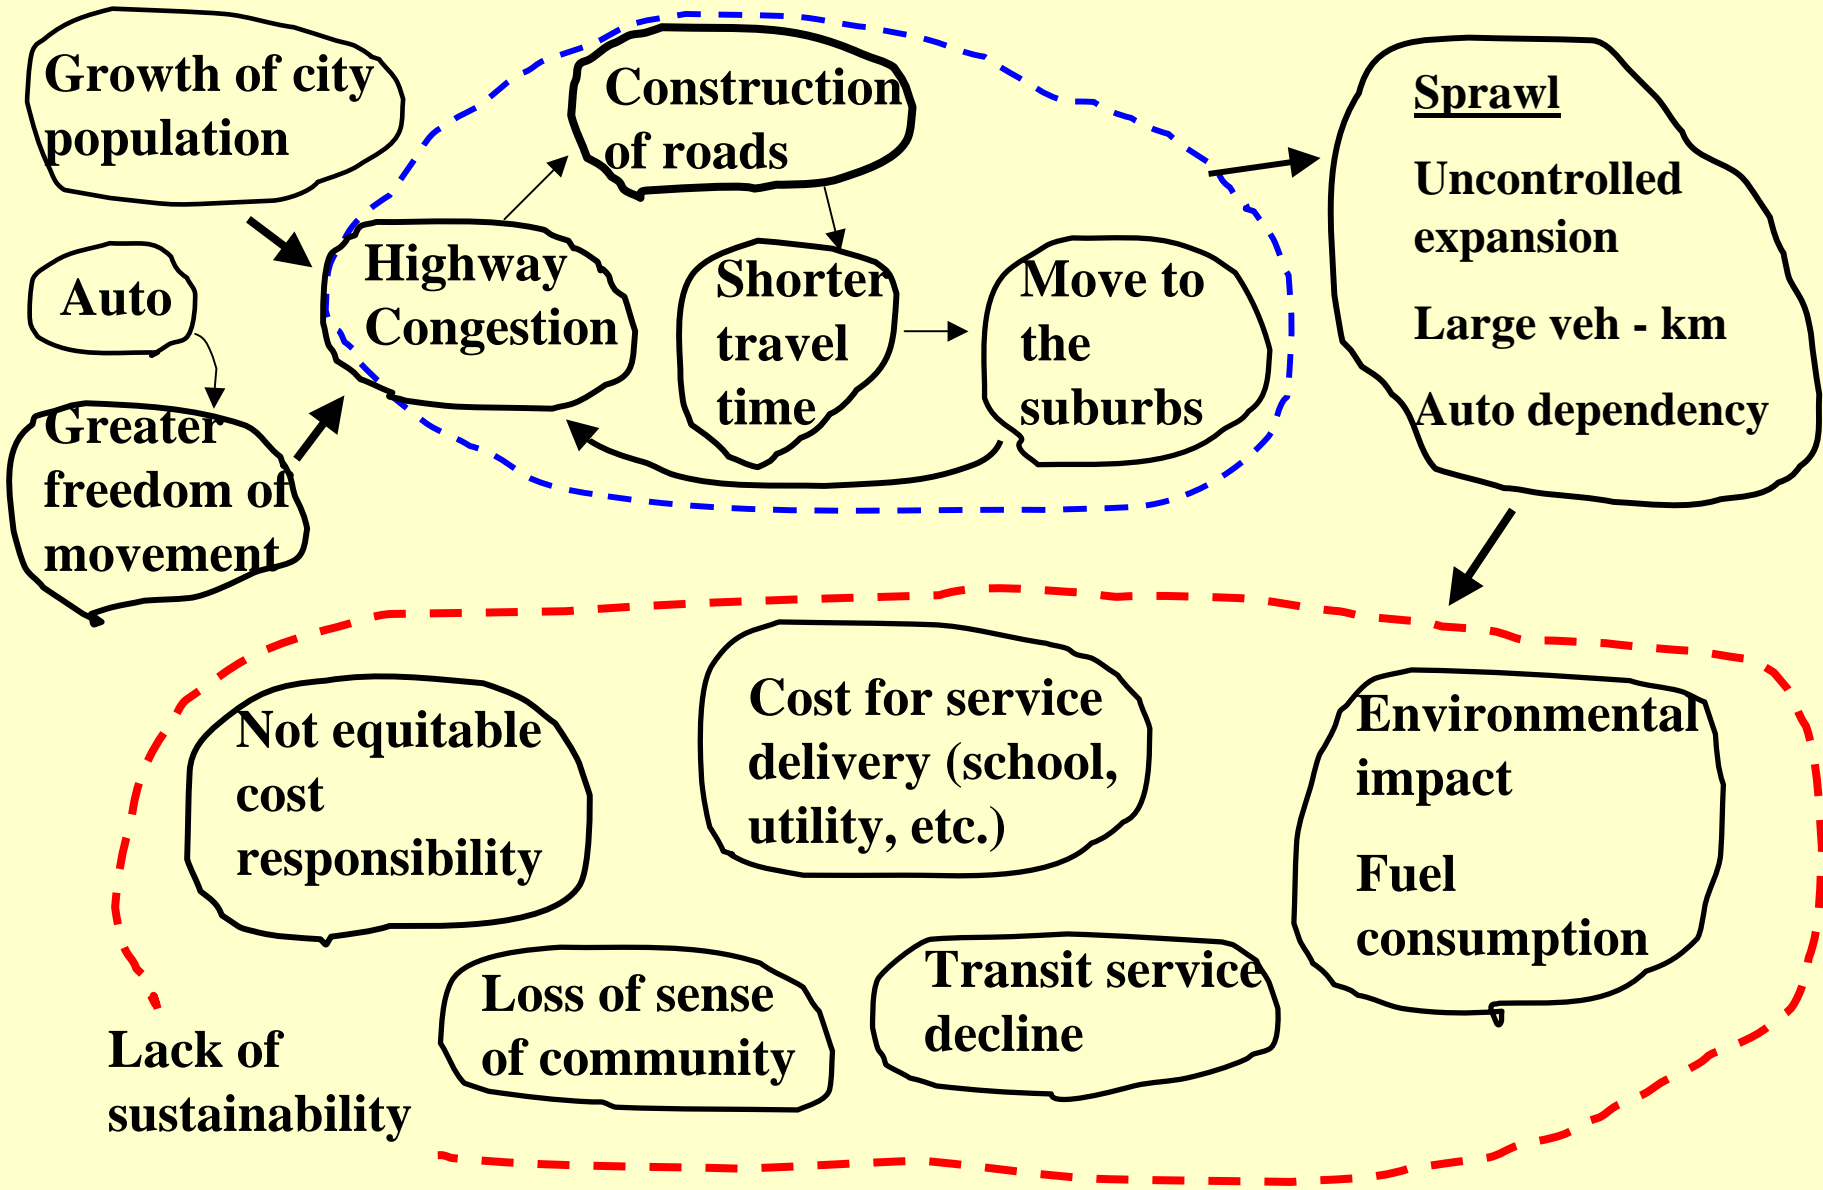 Growth of city
population
Auto
Greater
freedom of
movement
Highway
Congestion
Construction
of roads
Shorter
travel
time
Move to
the
suburbs
Sprawl
Uncontrolled
expansion
Large veh - km
Auto dependency
Not equitable
cost
responsibility
Cost for service
delivery (school,
utility, etc.)
Environmental
impact
Fuel
consumption
Loss of sense
of community
Transit service
decline
Lack of
sustainability